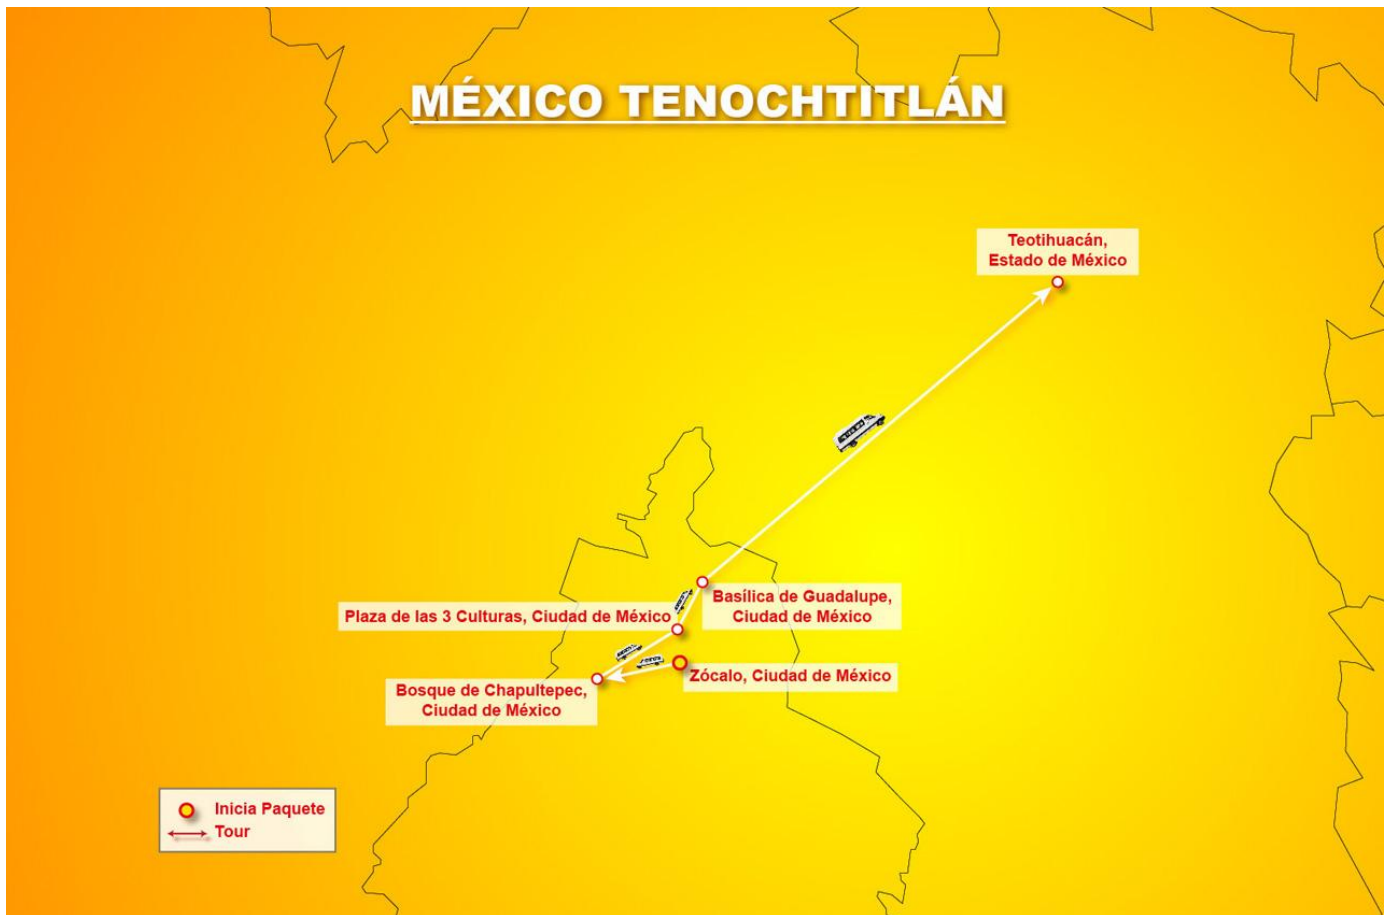 MÉXICO TENOCHTITLÁN
Teotihuacán,
Estado de México
Basílica de Guadalupe,
Ciudad de México
Plaza de las 3 Culturas, Ciudad de México
Zócalo, Ciudad de México
Bosque de Chapultepec,
Ciudad de México
Inicia Paquete
Tour